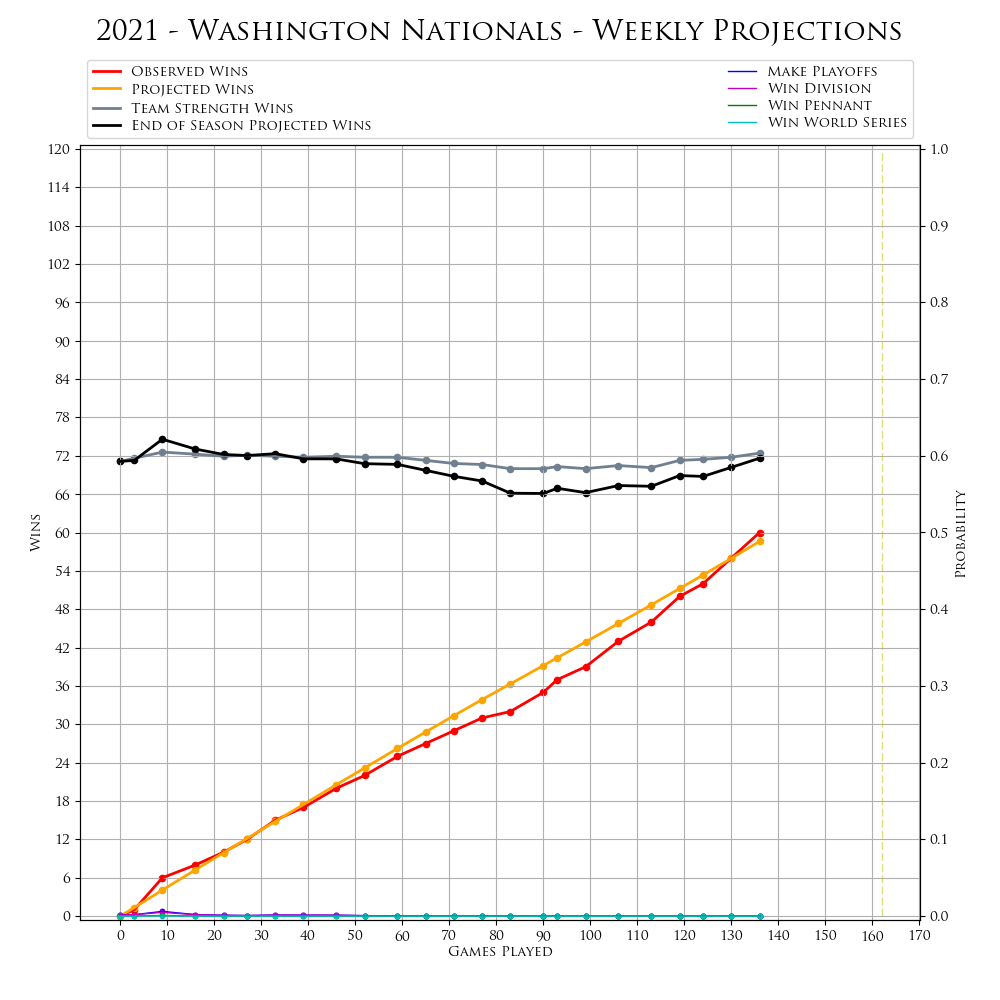 2021 - Washington Nationals - Weekly Projections
Observed Wins
Projected Wins
Team Strength Wins
End of Season Projected Wins
Make Playoffs
Win Division
Win Pennant
Win World Series
120
114
108
102
96
90
84
78
72
66
60
54
48
42
36
30
24
18
12
6
0
Wins
1.0
0.9
0.8
0.7
0.6
0.5
0.4
0.3
0.2
0.1
0.0
Probability
0 10 20 30 40 50 60 70 80 90 100 110 120 130 140 150 160 170
Games Played